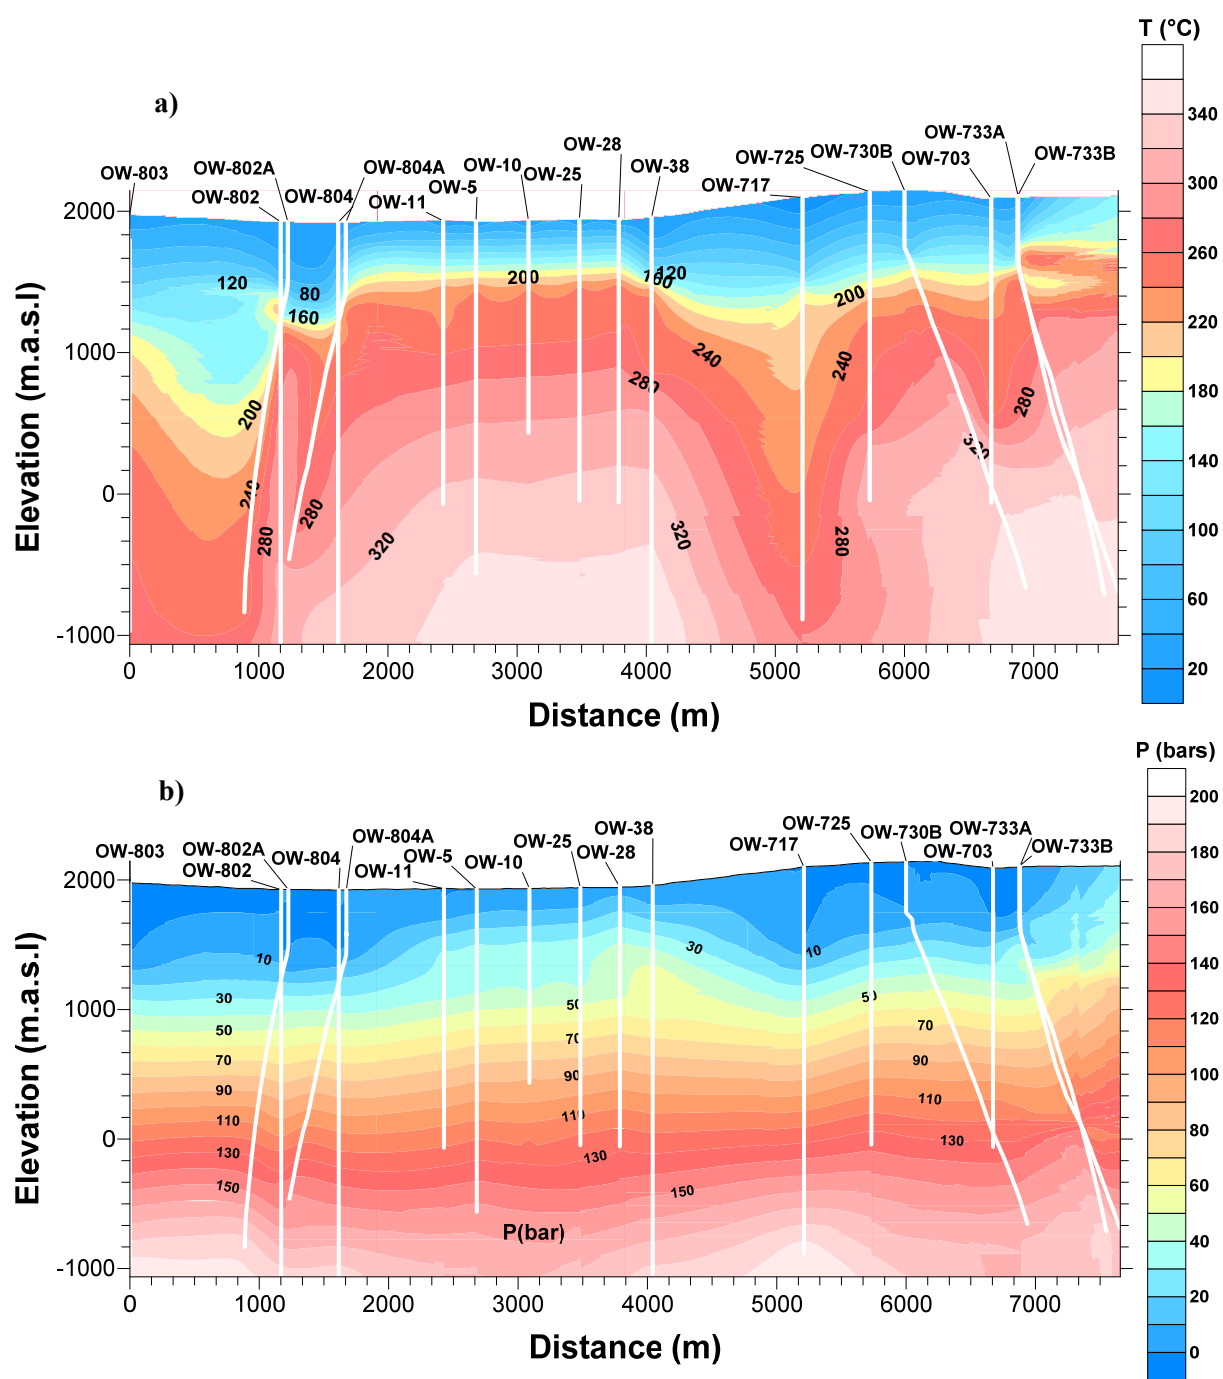 T (°C)
a)
OW-28
OW-733A
OW-802A
OW-804A
OW-10
OW-38
OW-725
OW-730B
OW-703
OW-733B
OW-803
OW-802
OW-804
OW-11
OW-5
OW-25
OW-717
340
300
260
220
180
140
100
60
20
2000
1000
0
-1000
Elevation (m.a.s.l)
120
80
160
200
240
280
280
320
200
160
120
280
240
320
200
240
280
320
280
0
1000
2000
3000
4000
5000
6000
7000
Distance (m)
P (bars)
b)
OW-803
OW-802A
OW-802
OW-804
OW-804A
OW-11
OW-5
OW-10
OW-25
OW-38
OW-28
OW-717
OW-725
OW-730B
OW-733A
OW-703
OW-733B
200
180
160
140
120
100
80
60
40
20
0
2000
1000
0
-1000
Elevation (m.a.s.l)
10
30
50
70
90
110
130
150
50
70
90
110
130
30
150
10
50
70
90
110
130
P(bar)
0
1000
2000
3000
4000
5000
6000
7000
Distance (m)